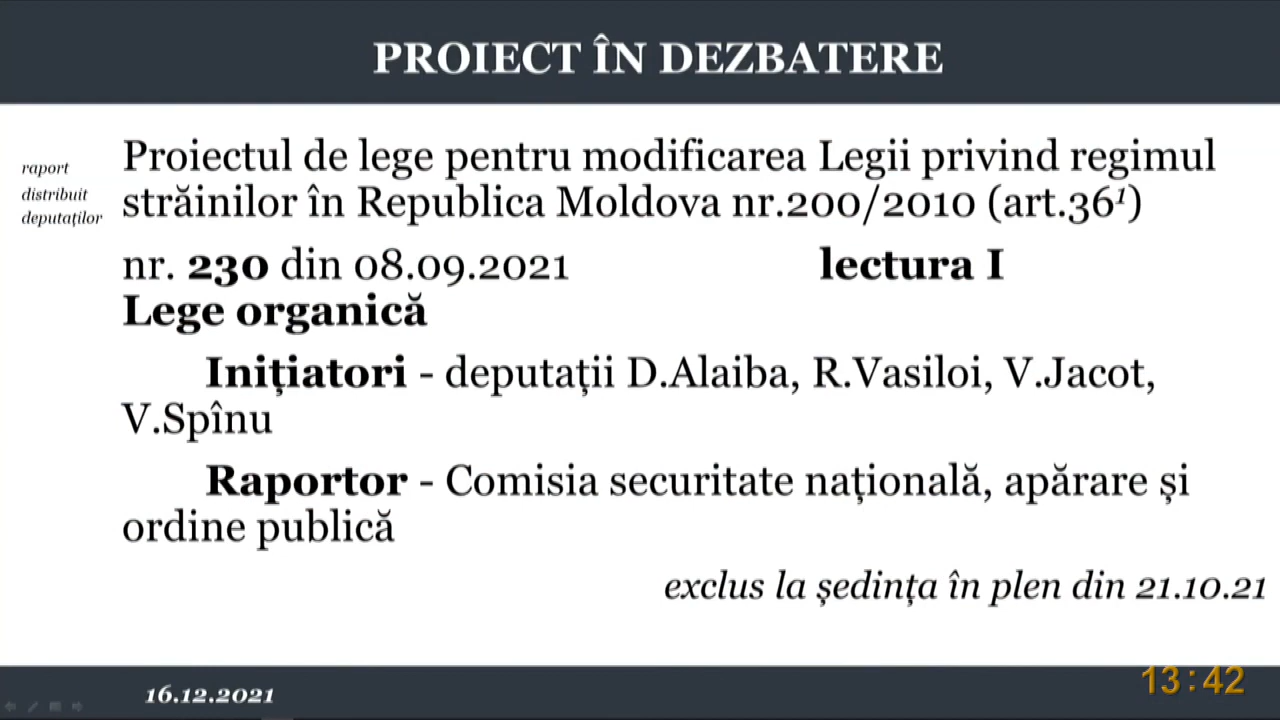 PROIECT ÎN DEZBATERE
raport
distribuit
deputaților
Proiectul de lege pentru modificarea Legii privind regimul
străinilor în Republica Moldova nr.200/2010 (art.36¹)
nr. 230 din 08.09.2021 lectura I
Lege organică
Inițiatori - deputații D.Alaiba, R.Vasiloi, V.Jacot,
V.Spînu
Raportor - Comisia securitate națională, apărare și
ordine publică
exclus la ședința în plen din 21.10.21
16.12.2021
13:42